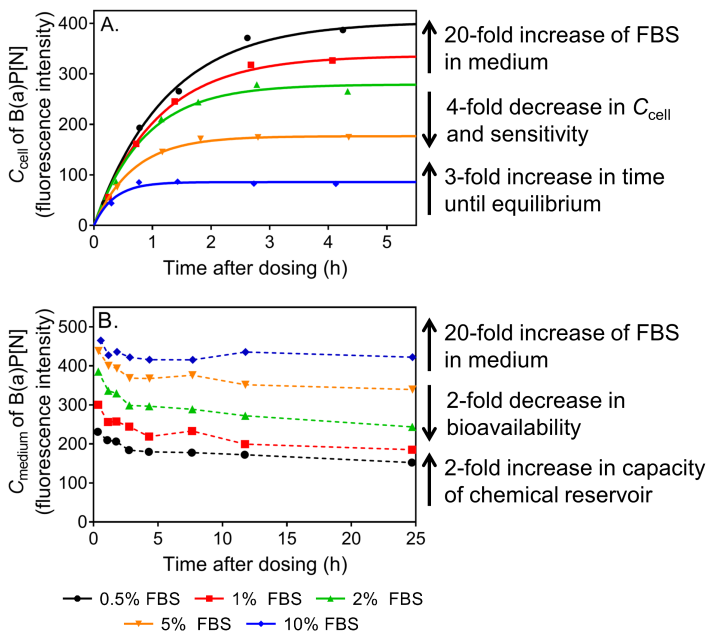 A.
400
300
200
100
0
0
1
2
3
4
5
Time after dosing (h)
C_cell of B(a)P[N]
(fluorescence intensity)
20-fold increase of FBS
in medium
4-fold decrease in C_cell
and sensitivity
3-fold increase in time
until equilibrium
B.
500
400
300
200
100
0
0
5
10
15
20
25
Time after dosing (h)
C_medium of B(a)P[N]
(fluorescence intensity)
20-fold increase of FBS
in medium
2-fold decrease in
bioavailability
2-fold increase in capacity
of chemical reservoir
0.5% FBS
1% FBS
2% FBS
5% FBS
10% FBS